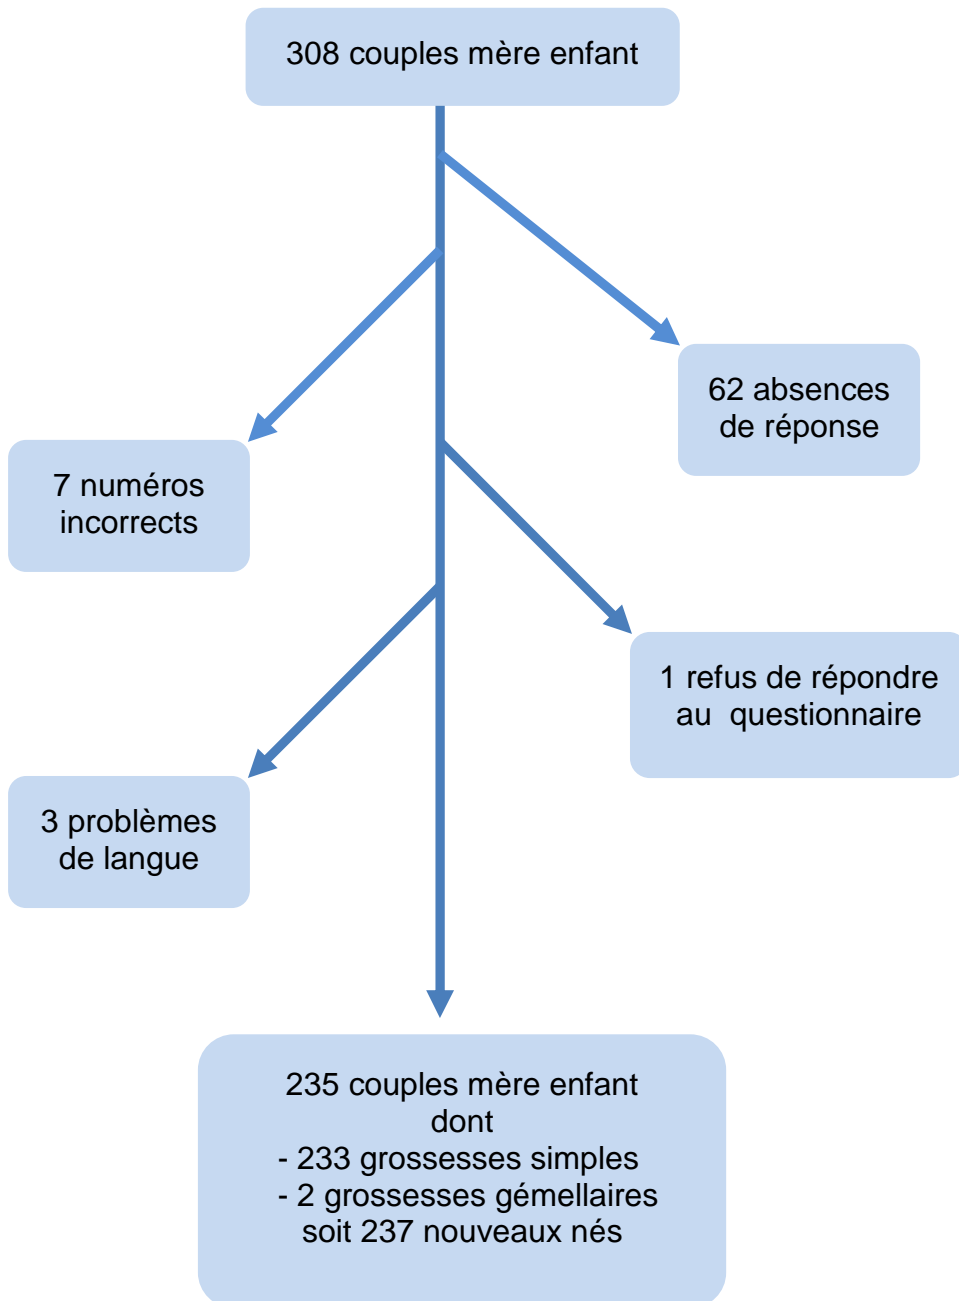 308 couples mère enfant
62 absences
de réponse
7 numéros
incorrects
1 refus de répondre
au  questionnaire
3 problèmes
de langue
235 couples mère enfant
dont
- 233 grossesses simples
- 2 grossesses gémellaires
soit 237 nouveaux nés